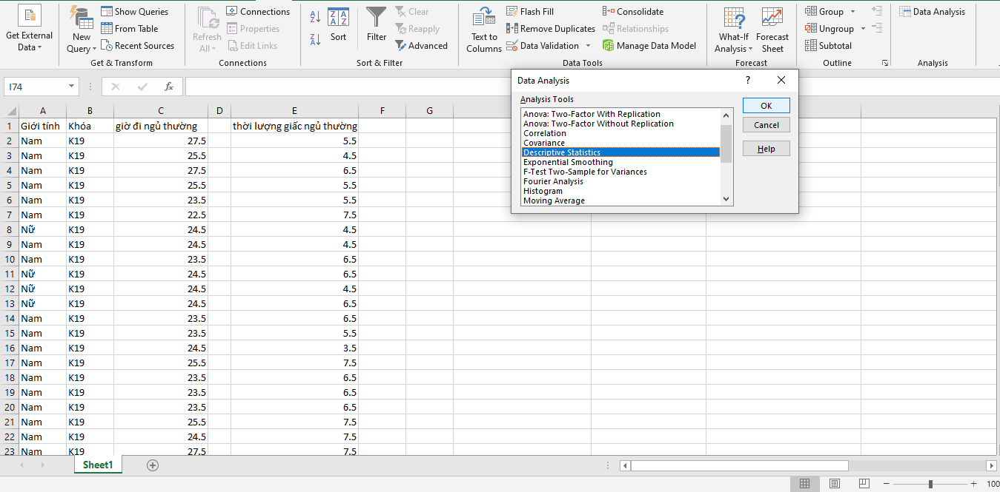 Get External Data
New Query
Show Queries
From Table
Recent Sources
Get & Transform
Refresh All
Connections
Properties
Edit Links
Connections
A Z
Z A
Z A A Z
Sort
Filter
Clear
Reapply
Advanced
Sort & Filter
Text to Columns
Flash Fill
Remove Duplicates
Data Validation
Consolidate
Relationships
Manage Data Model
Data Tools
What-If Analysis
Forecast Sheet
Forecast
Group
Ungroup
Subtotal
Outline
Data Analysis
Analysis
I74
fx
Data Analysis ?
Analysis Tools
Anova: Two-Factor With Replication
Anova: Two-Factor Without Replication
Correlation
Covariance
Descriptive Statistics
Exponential Smoothing
F-Test Two-Sample for Variances
Fourier Analysis
Histogram
Moving Average
OK
Cancel
Help
A B C D E F G
1 Giới tính Khóa giờ đi ngủ thường thời lượng giấc ngủ thường
2 Nam K19 27.5 5.5
3 Nam K19 25.5 4.5
4 Nam K19 27.5 6.5
5 Nam K19 25.5 5.5
6 Nam K19 23.5 5.5
7 Nam K19 22.5 7.5
8 Nữ K19 24.5 4.5
9 Nam K19 24.5 4.5
10 Nam K19 23.5 6.5
11 Nữ K19 24.5 6.5
12 Nữ K19 24.5 4.5
13 Nữ K19 24.5 6.5
14 Nam K19 23.5 6.5
15 Nam K19 23.5 5.5
16 Nam K19 24.5 3.5
17 Nam K19 25.5 7.5
18 Nam K19 23.5 6.5
19 Nam K19 23.5 6.5
20 Nam K19 23.5 6.5
21 Nam K19 25.5 7.5
22 Nam K19 24.5 7.5
23 Nam K19 27.5 7.5
Sheet1
100